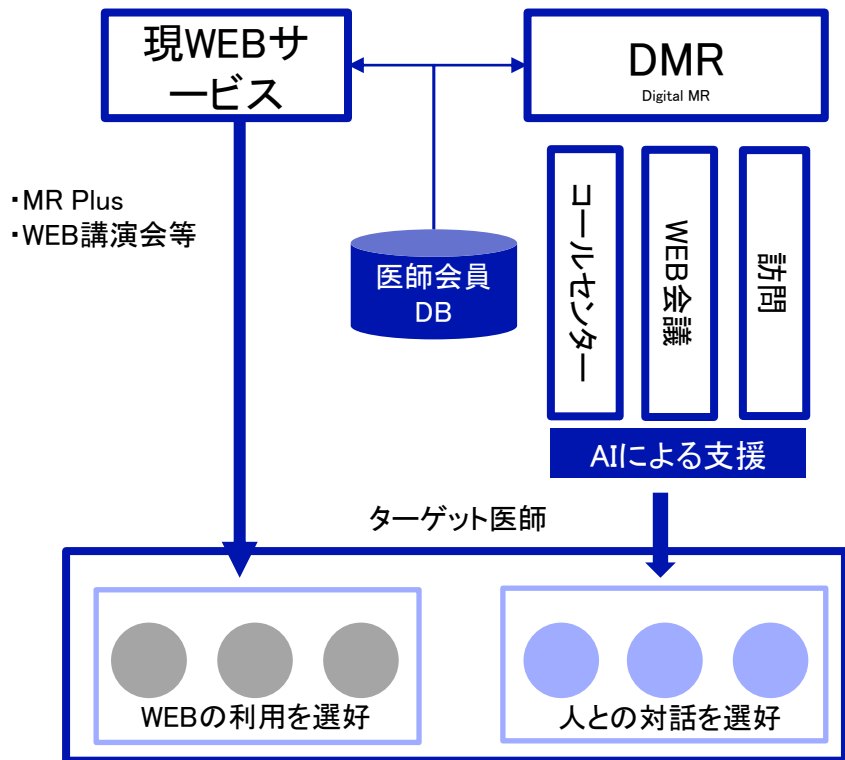 現WEBサ
ービス
DMR
Digital MR
・MR Plus
・WEB講演会等
医師会員
DB
コールセンター
WEB会議
訪問
AIによる支援
ターゲット医師
WEBの利用を選好
人との対話を選好